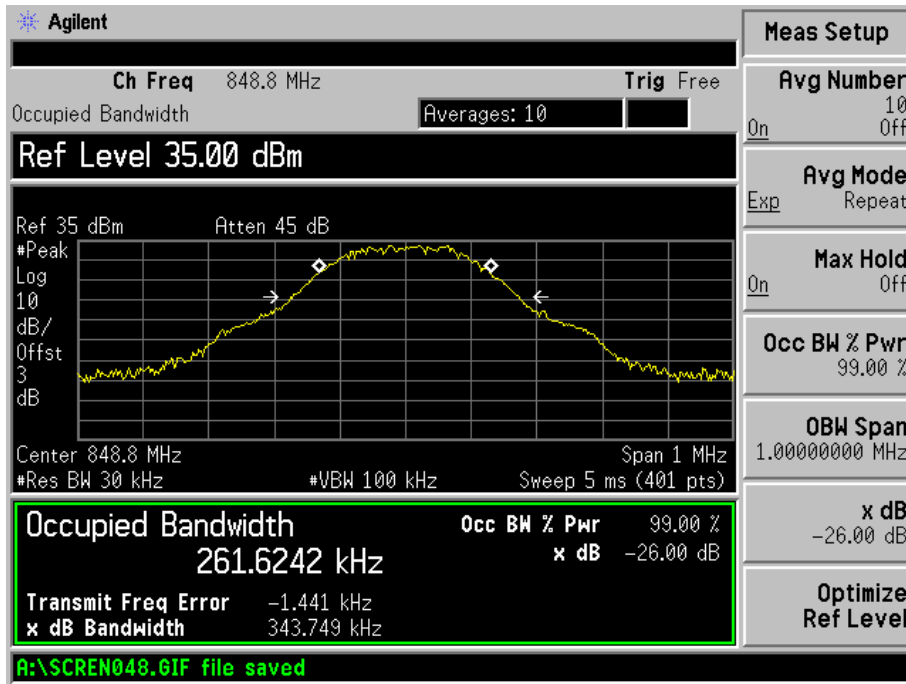 Agilent
Ch Freq 848.8 MHz Trig Free
Occupied Bandwidth Averages: 10
Ref Level 35.00 dBm
Ref 35 dBm Atten 45 dB
#Peak
Log
10
dB/
Offst
3
dB
Center 848.8 MHz Span 1 MHz
#Res BW 30 kHz #VBW 100 kHz Sweep 5 ms (401 pts)
Occupied Bandwidth Occ BW % Pwr 99.00 %
261.6242 kHz x dB -26.00 dB
Transmit Freq Error -1.441 kHz
x dB Bandwidth 343.749 kHz
A:\SCREN048.GIF file saved
Meas Setup
Avg Number
10
On Off
Avg Mode
Exp Repeat
Max Hold
On Off
Occ BW % Pwr
99.00 %
OBW Span
1.00000000 MHz
x dB
-26.00 dB
Optimize
Ref Level